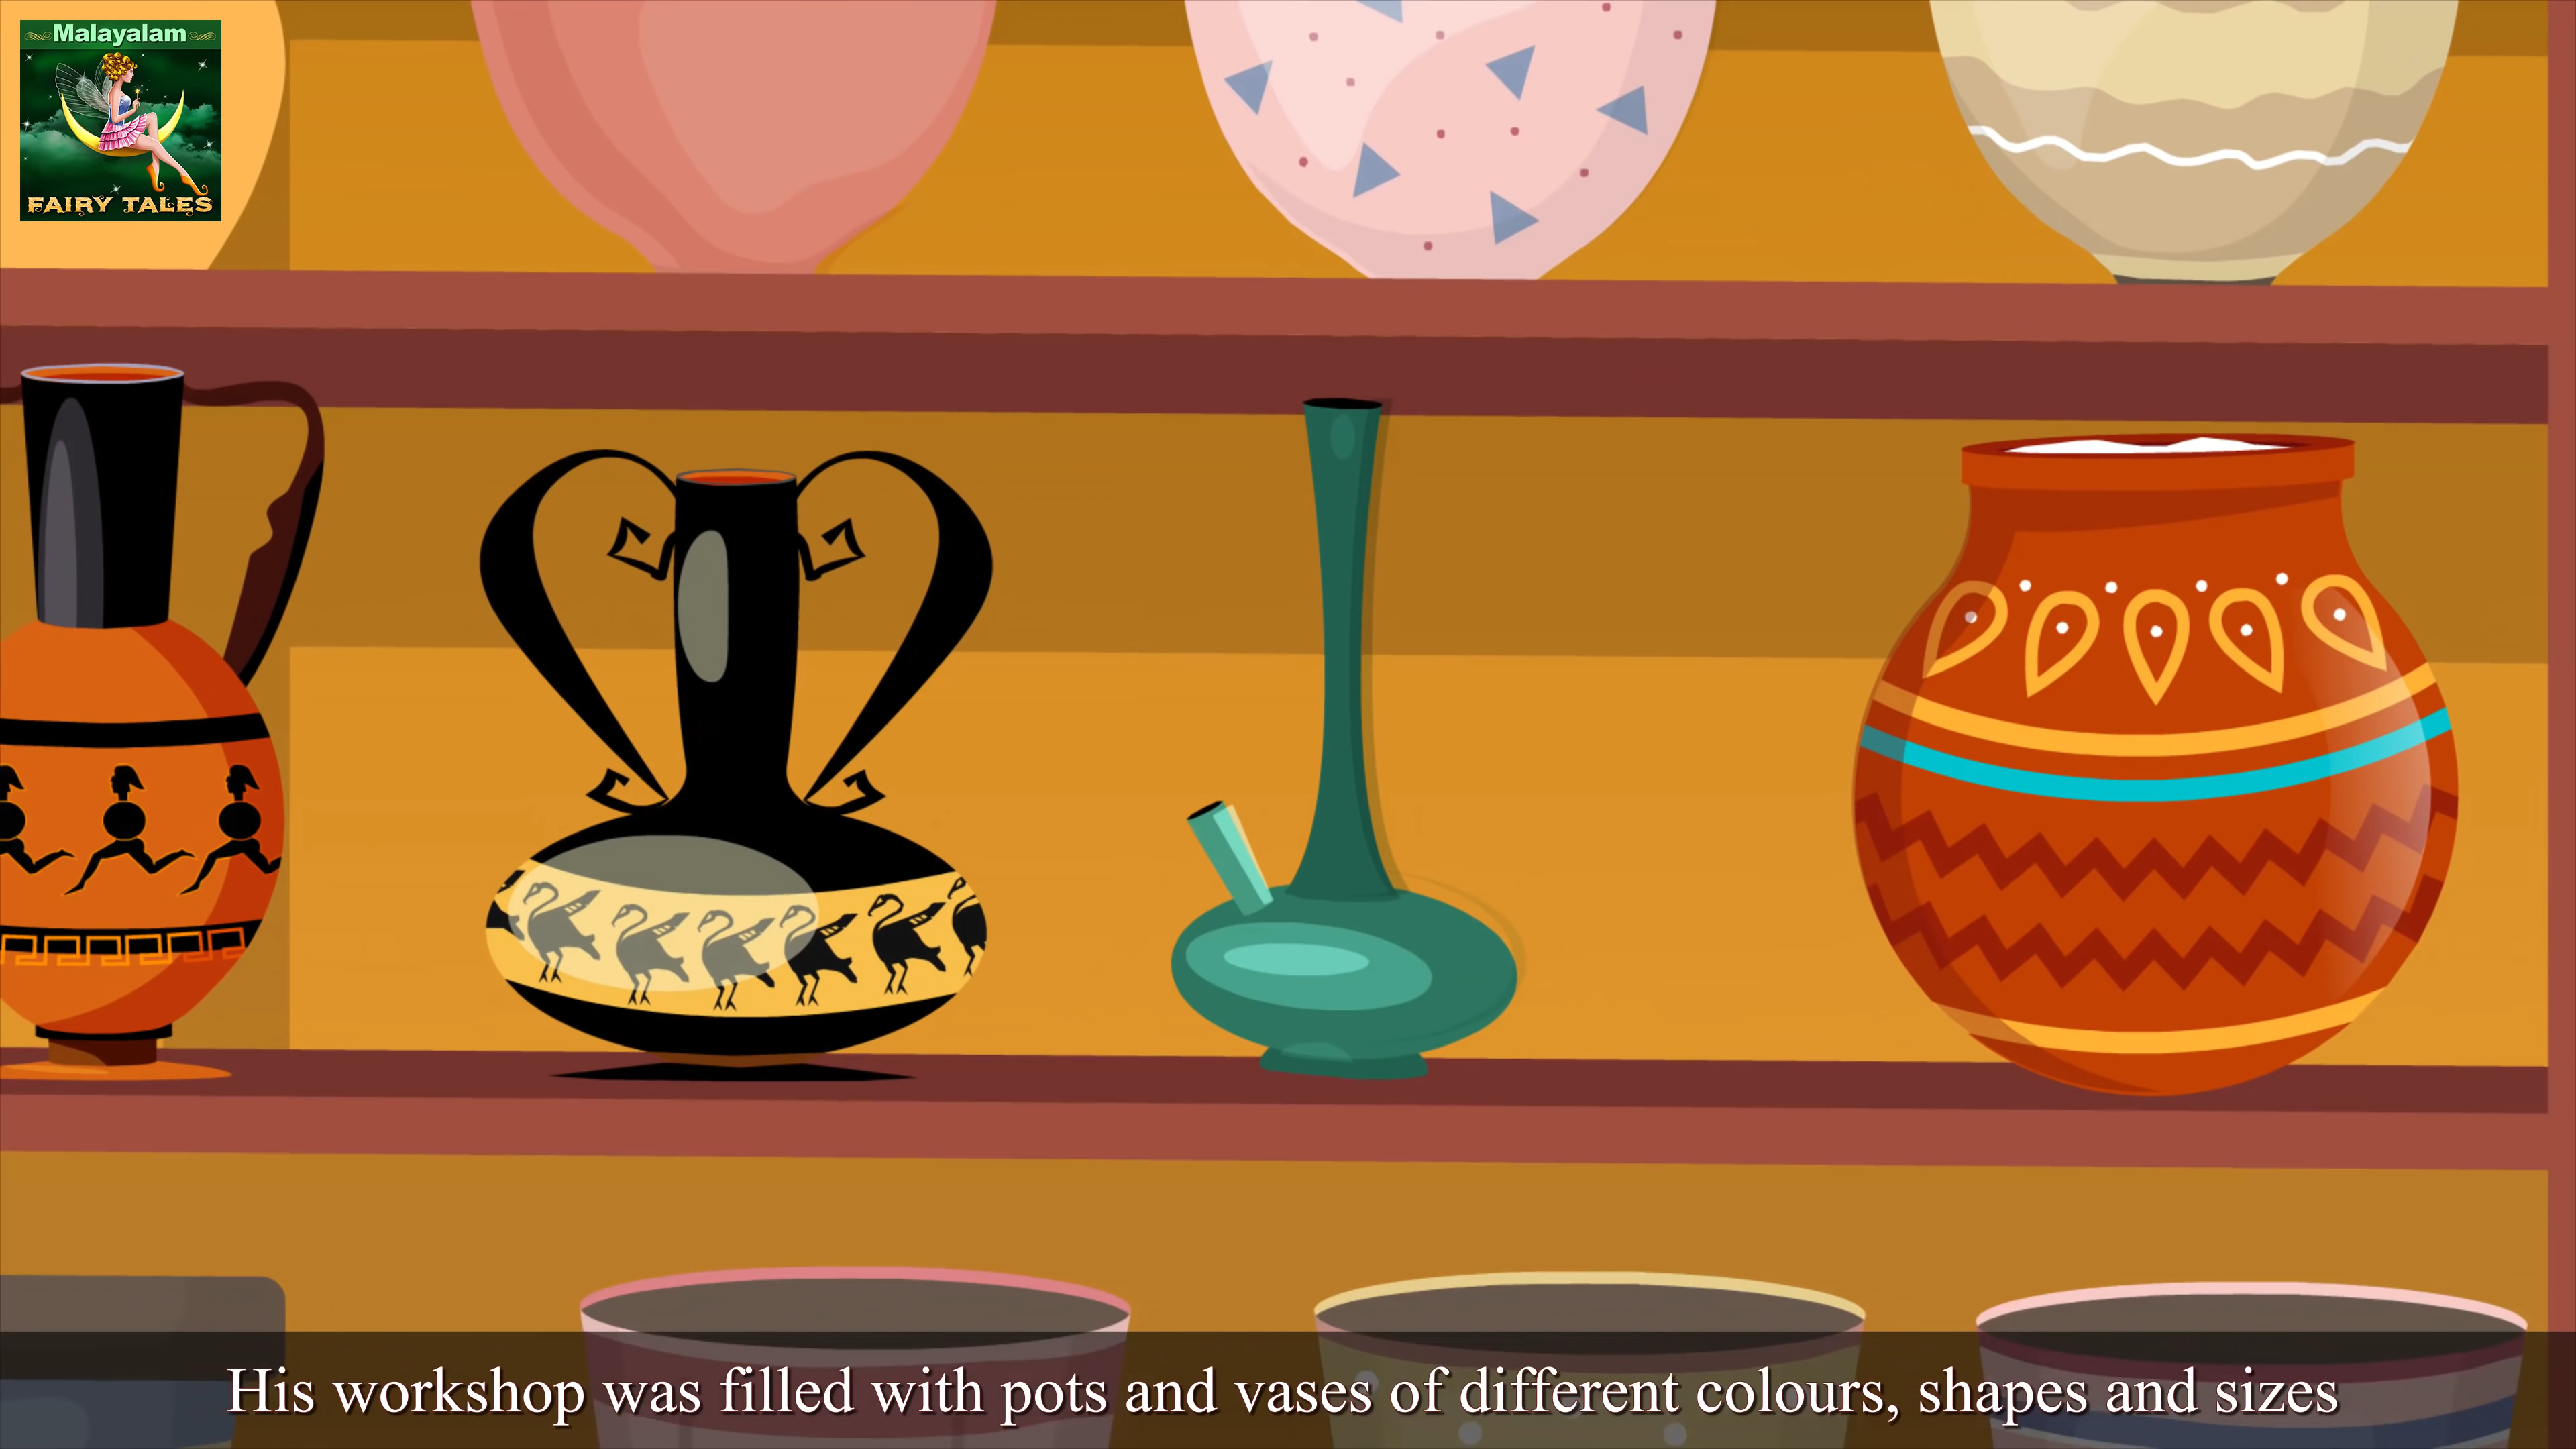 Malayalam
FAIRY TALES
His workshop was filled with pots and vases of different colours, shapes and sizes